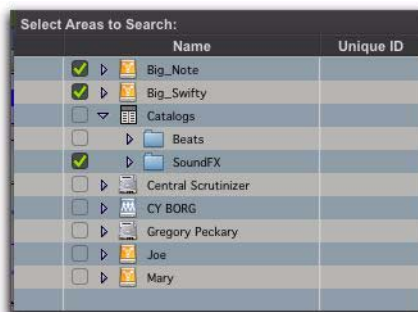 Select Areas to Search:
Name Unique ID
Big_Note
Big_Swifty
Catalogs
Beats
SoundFX
Central Scrutinizer
CY BORG
Gregory Peckary
Joe
Mary